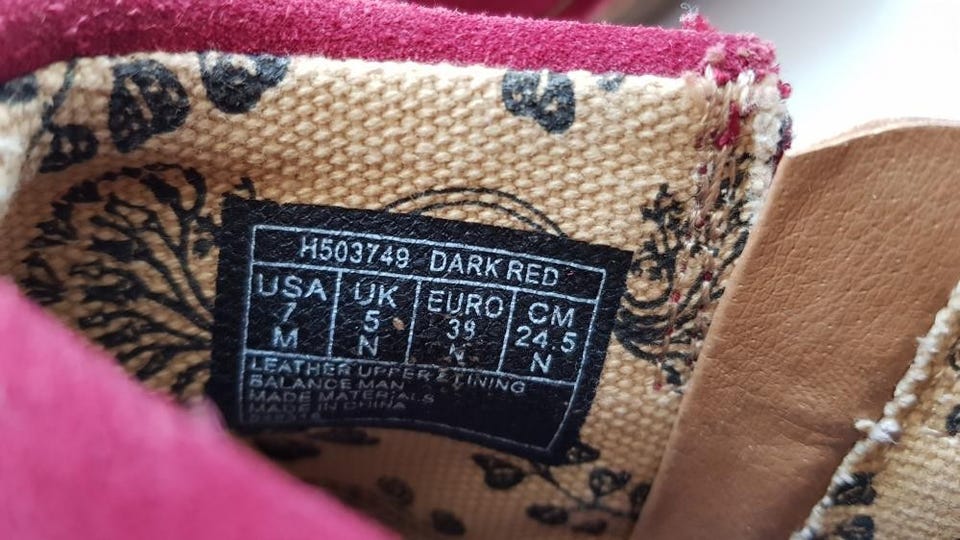 H503749 DARK RED
USA UK EURO CM
7 5 38 24.5
M N N N
LEATHER UPPER & LINING
BALANCE MAN
MADE MATERIALS
MADE IN CHINA